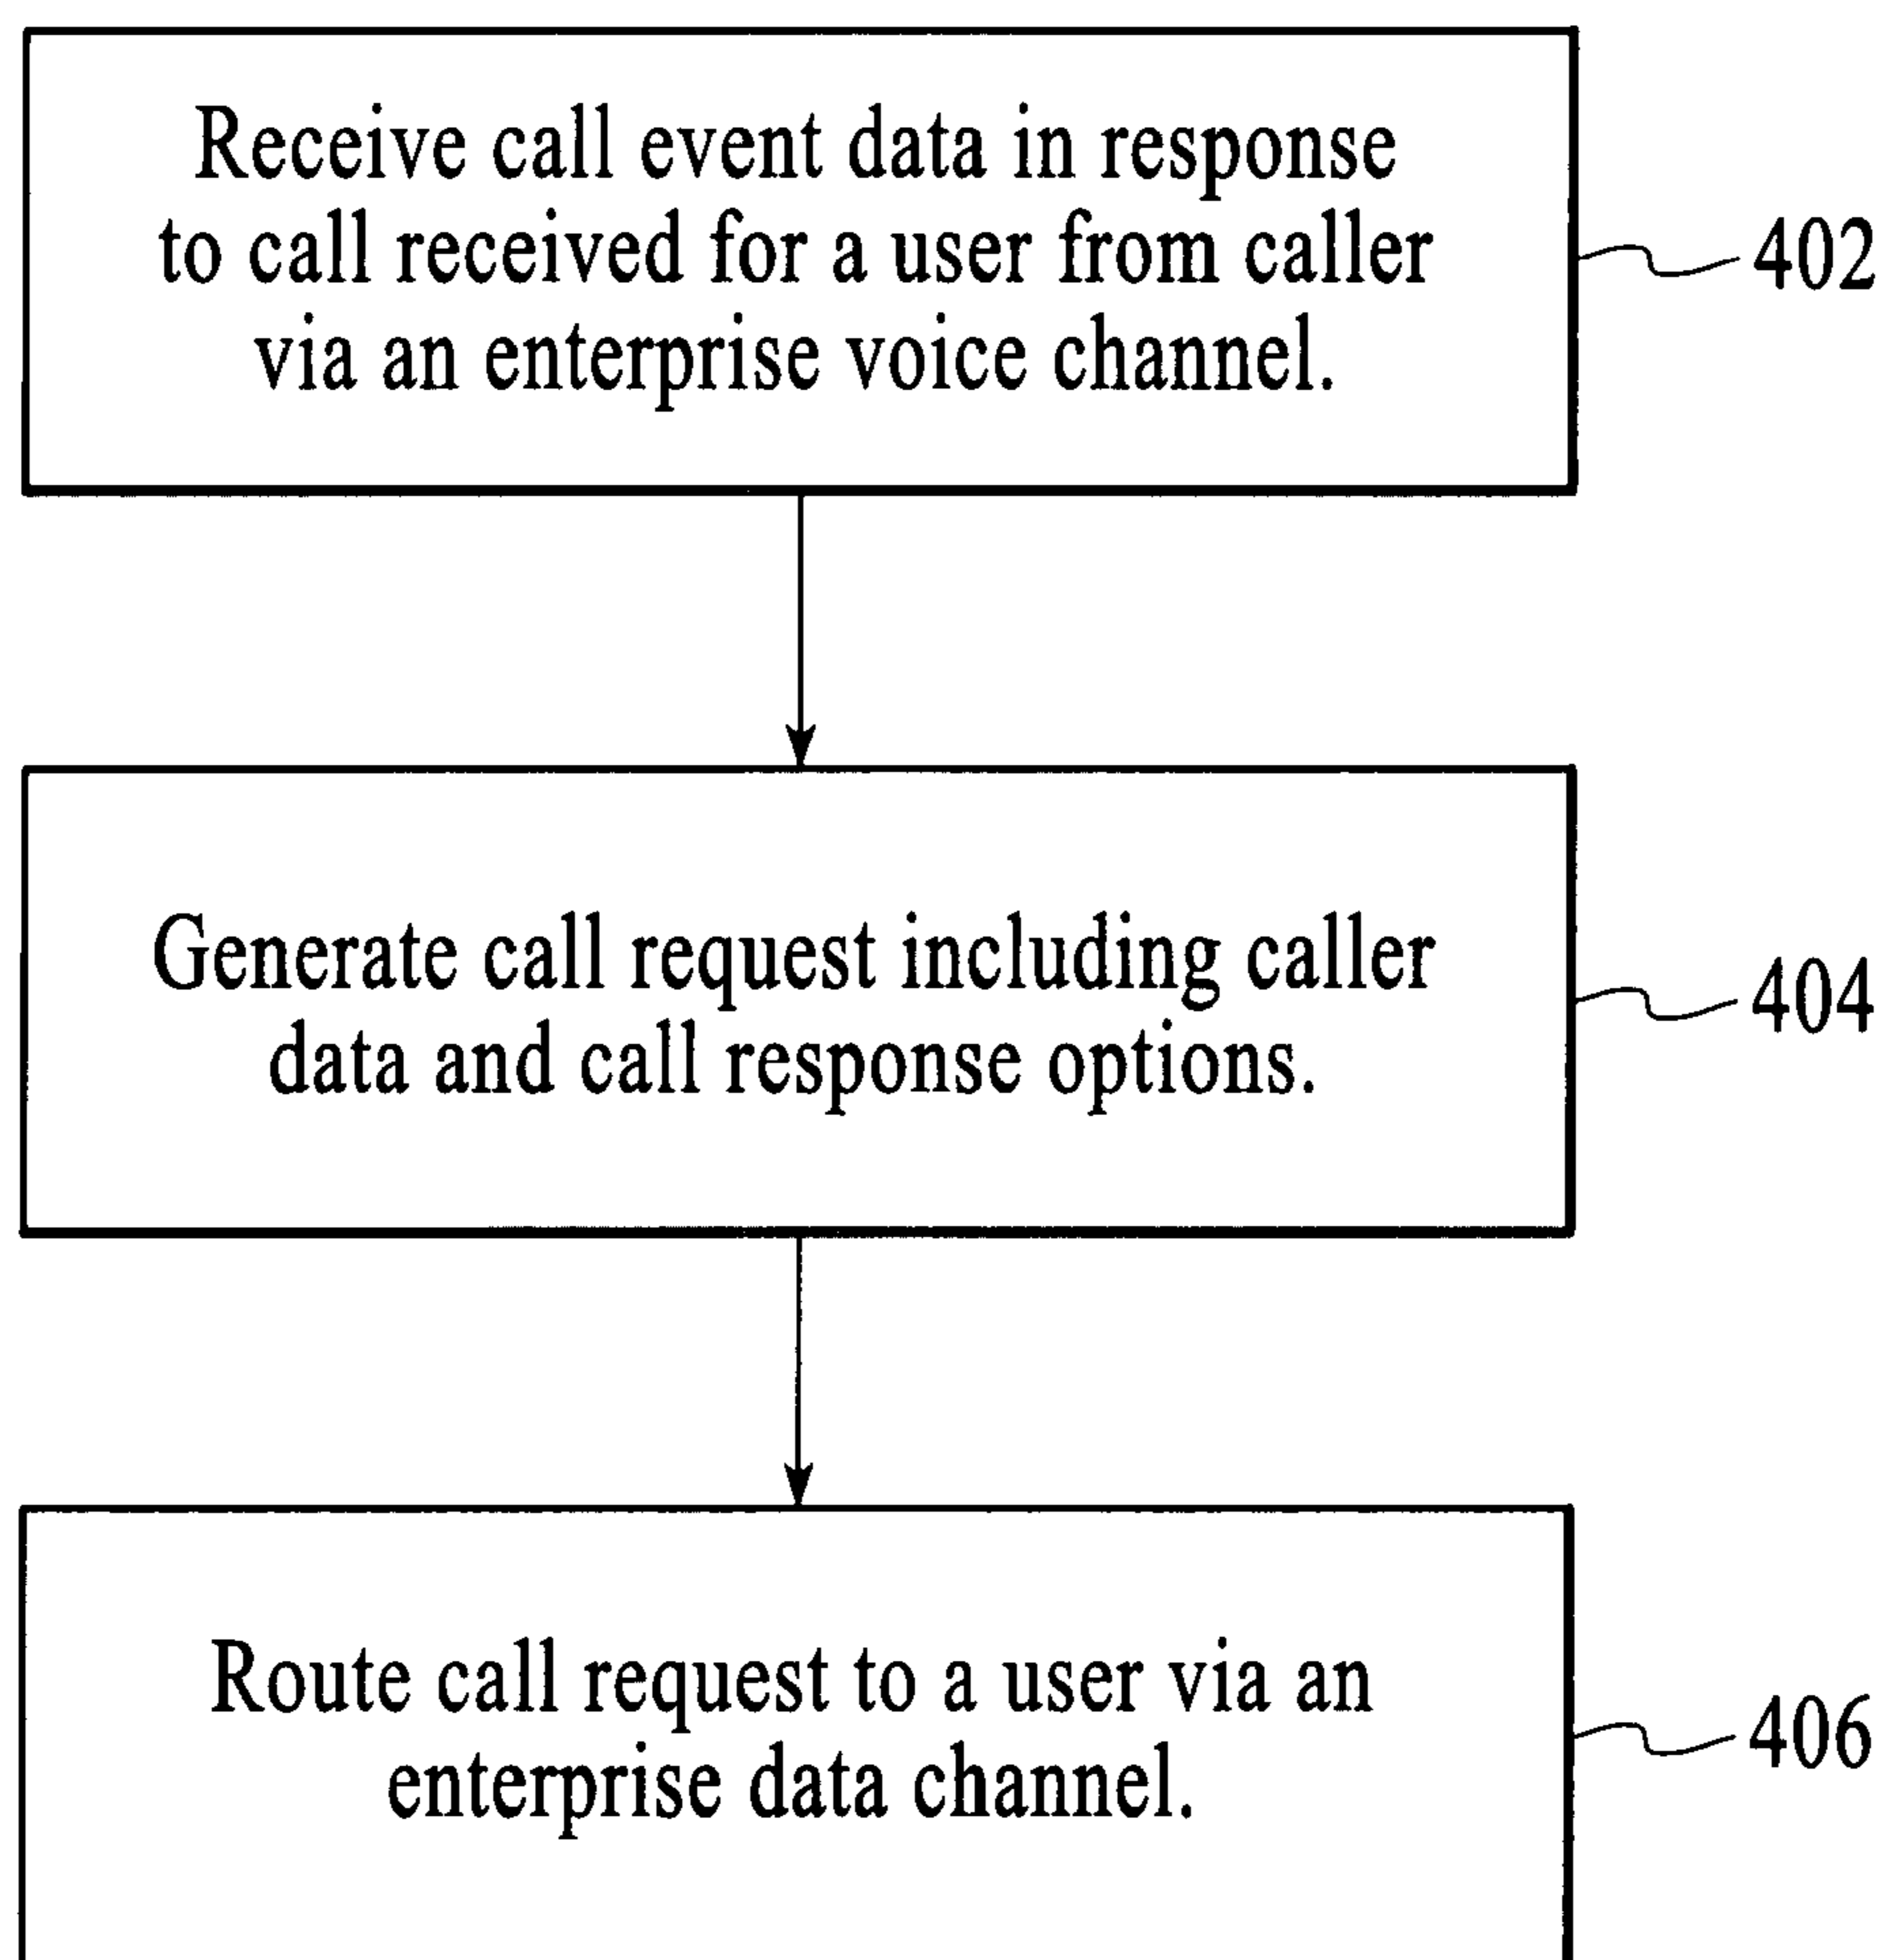 Receive call event data in response
to call received for a user from caller
via an enterprise voice channel.
402
Generate call request including caller
data and call response options.
404
Route call request to a user via an
enterprise data channel.
406